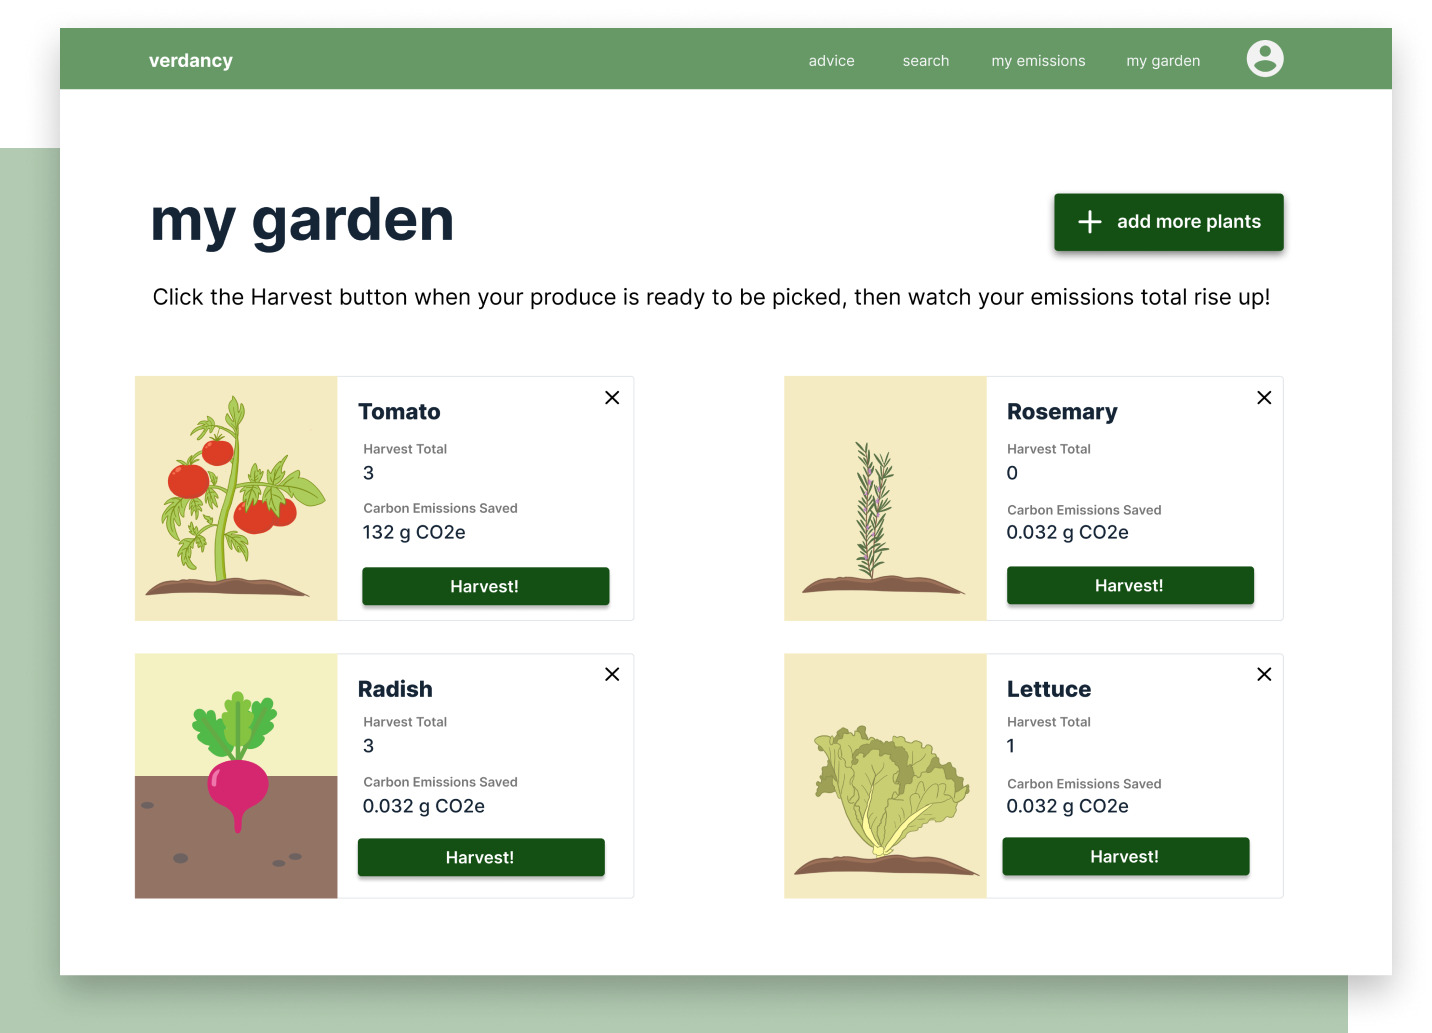 verdancy
advice
search
my emissions
my garden
my garden
add more plants
Click the Harvest button when your produce is ready to be picked, then watch your emissions total rise up!
Tomato
Harvest Total
3
Carbon Emissions Saved
132 g CO2e
Harvest!
Rosemary
Harvest Total
0
Carbon Emissions Saved
0.032 g CO2e
Harvest!
Radish
Harvest Total
3
Carbon Emissions Saved
0.032 g CO2e
Harvest!
Lettuce
Harvest Total
1
Carbon Emissions Saved
0.032 g CO2e
Harvest!